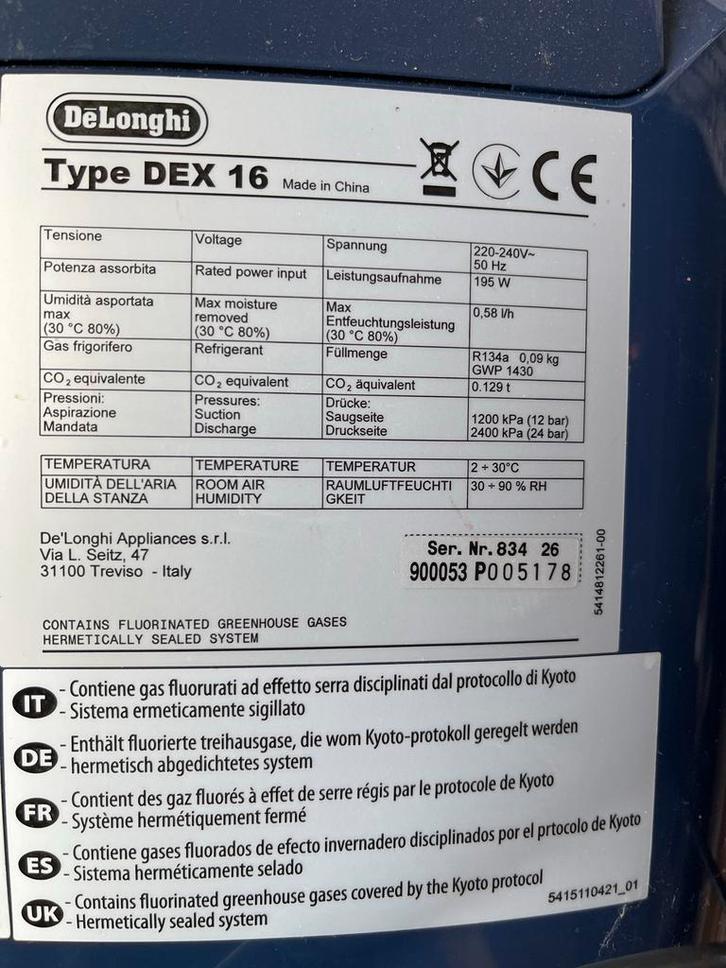 DeLonghi
Type DEX 16 Made in China
CE
Tensione Voltage Spannung 220-240V~
50 Hz
Potenza assorbita Rated power input Leistungsaufnahme 195 W
Umidità asportata
max
(30 °C 80%)
Max moisture
removed
(30 °C 80%)
Max
Entfeuchtungsleistung
(30 °C 80%)
0,58 l/h
Gas frigorifero Refrigerant Füllmenge R134a 0,09 kg
GWP 1430
CO2 equivalente CO2 equivalent CO2 äquivalent 0.129 t
Pressioni:
Aspirazione
Mandata
Pressures:
Suction
Discharge
Drücke:
Saugseite
Druckseite
1200 kPa (12 bar)
2400 kPa (24 bar)
TEMPERATURA TEMPERATURE TEMPERATUR 2 ÷ 30°C
UMIDITÀ DELL'ARIA
DELLA STANZA
ROOM AIR
HUMIDITY
RAUMLUFTFEUCHTI
GKEIT
30 ÷ 90 % RH
De'Longhi Appliances s.r.l.
Via L. Seitz, 47
31100 Treviso - Italy
Ser. Nr. 834 26
900053 P005178
5414812261-00
CONTAINS FLUORINATED GREENHOUSE GASES
HERMETICALLY SEALED SYSTEM
IT - Contiene gas fluorurati ad effetto serra disciplinati dal protocollo di Kyoto
- Sistema ermeticamente sigillato
DE - Enthält fluorierte treihausgase, die wom Kyoto-protokoll geregelt werden
- hermetisch abgedichtetes system
FR - Contient des gaz fluorés à effet de serre régis par le protocole de Kyoto
- Système hermétiquement fermé
ES - Contiene gases fluorados de efecto invernadero disciplinados por el prtocolo de Kyoto
- Sistema herméticamente selado
UK - Contains fluorinated greenhouse gases covered by the Kyoto protocol
- Hermetically sealed system
5415110421_01